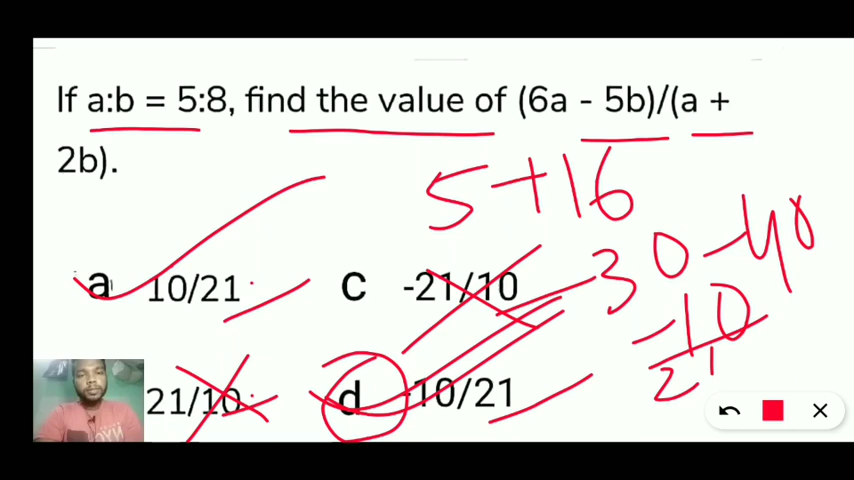 If a:b = 5:8, find the value of (6a - 5b)/(a +
2b).
5+16
a 10/21
c -21/10
30-40
-10
21
21/10
d -10/21